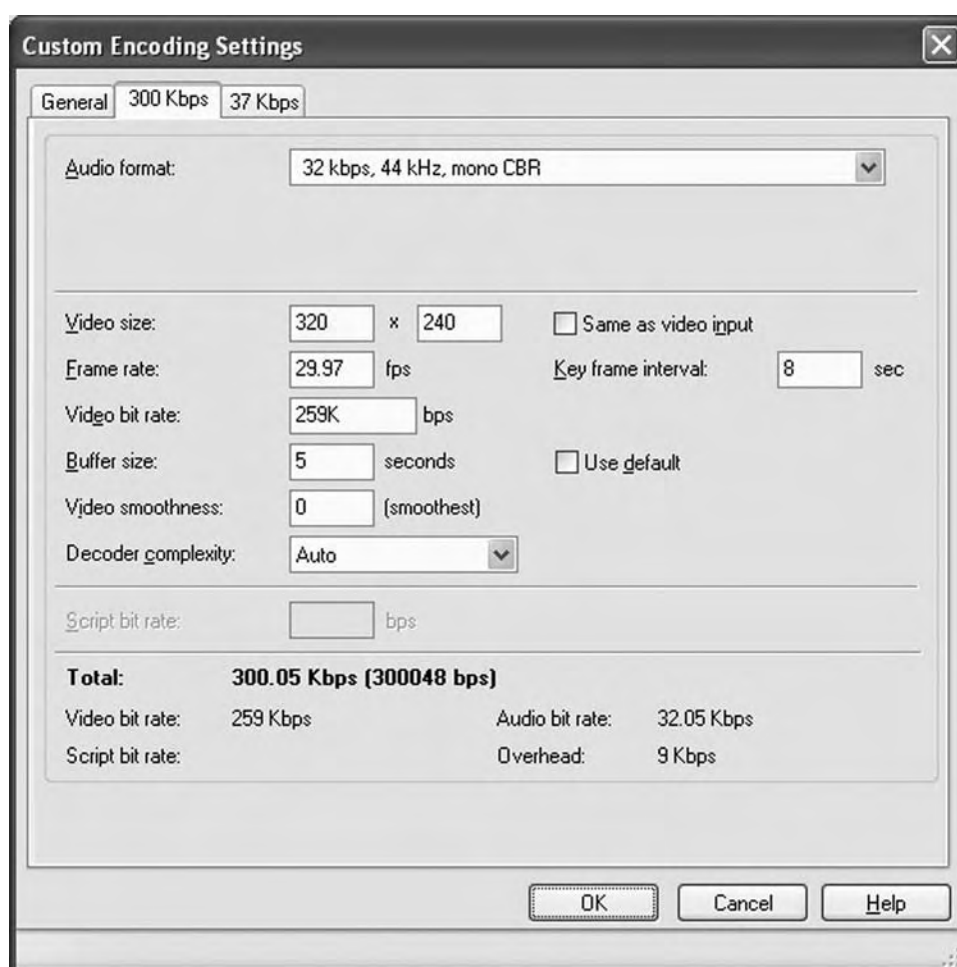 Custom Encoding Settings
General 300 Kbps 37 Kbps
Audio format: 32 kbps, 44 kHz, mono CBR
Video size: 320 x 240 Same as video input
Frame rate: 29.97 fps Key frame interval: 8 sec
Video bit rate: 259K bps
Buffer size: 5 seconds Use default
Video smoothness: 0 (smoothest)
Decoder complexity: Auto
Script bit rate: bps
Total: 300.05 Kbps (300048 bps)
Video bit rate: 259 Kbps Audio bit rate: 32.05 Kbps
Script bit rate: Overhead: 9 Kbps
OK Cancel Help